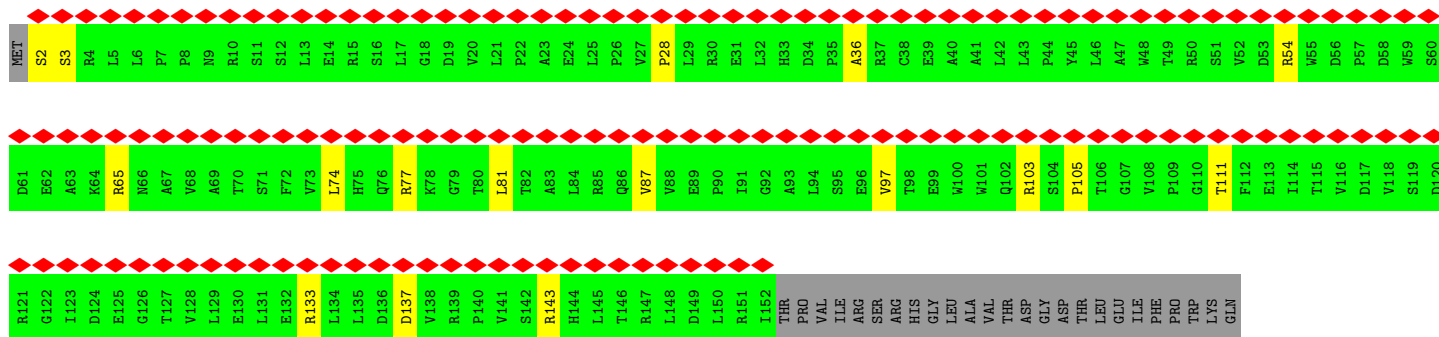 MET S2 S3 R4 L5 L6 P7 P8 N9 R10 S11 S12 L13 E14 R15 S16 L17 G18 D19 V20 L21 P22 A23 E24 L25 P26 V27 P28 L29 R30 E31 L32 H33 D34 P35 A36 R37 C38 E39 A40 A41 L42 L43 P44 Y45 L46 A47 W48 T49 R50 S51 V52 D53 R54 W55 D56 P57 D58 W59 S60
D61 E62 A63 K64 R65 N66 A67 V68 A69 T70 S71 F72 V73 L74 H75 Q76 R77 K78 G79 T80 L81 T82 A83 L84 R85 Q86 V87 V88 E89 P90 I91 G92 A93 L94 S95 E96 V97 T98 E99 W100 W101 Q102 R103 S104 P105 T106 G107 V108 P109 G110 T111 F112 E113 I114 T115 V116 D117 V118 S119 D120
R121 G122 I123 D124 E125 G126 T127 V128 L129 E130 L131 E132 R133 L134 L135 D136 D137 V138 R139 P140 V141 S142 R143 H144 L145 T146 R147 L148 D149 L150 R151 I152 THR PRO VAL ILE ARG SER ARG HIS GLY LEU ALA VAL THR ASP GLY ASP THR LEU GLU ILE PHE PRO TRP LYS GLN